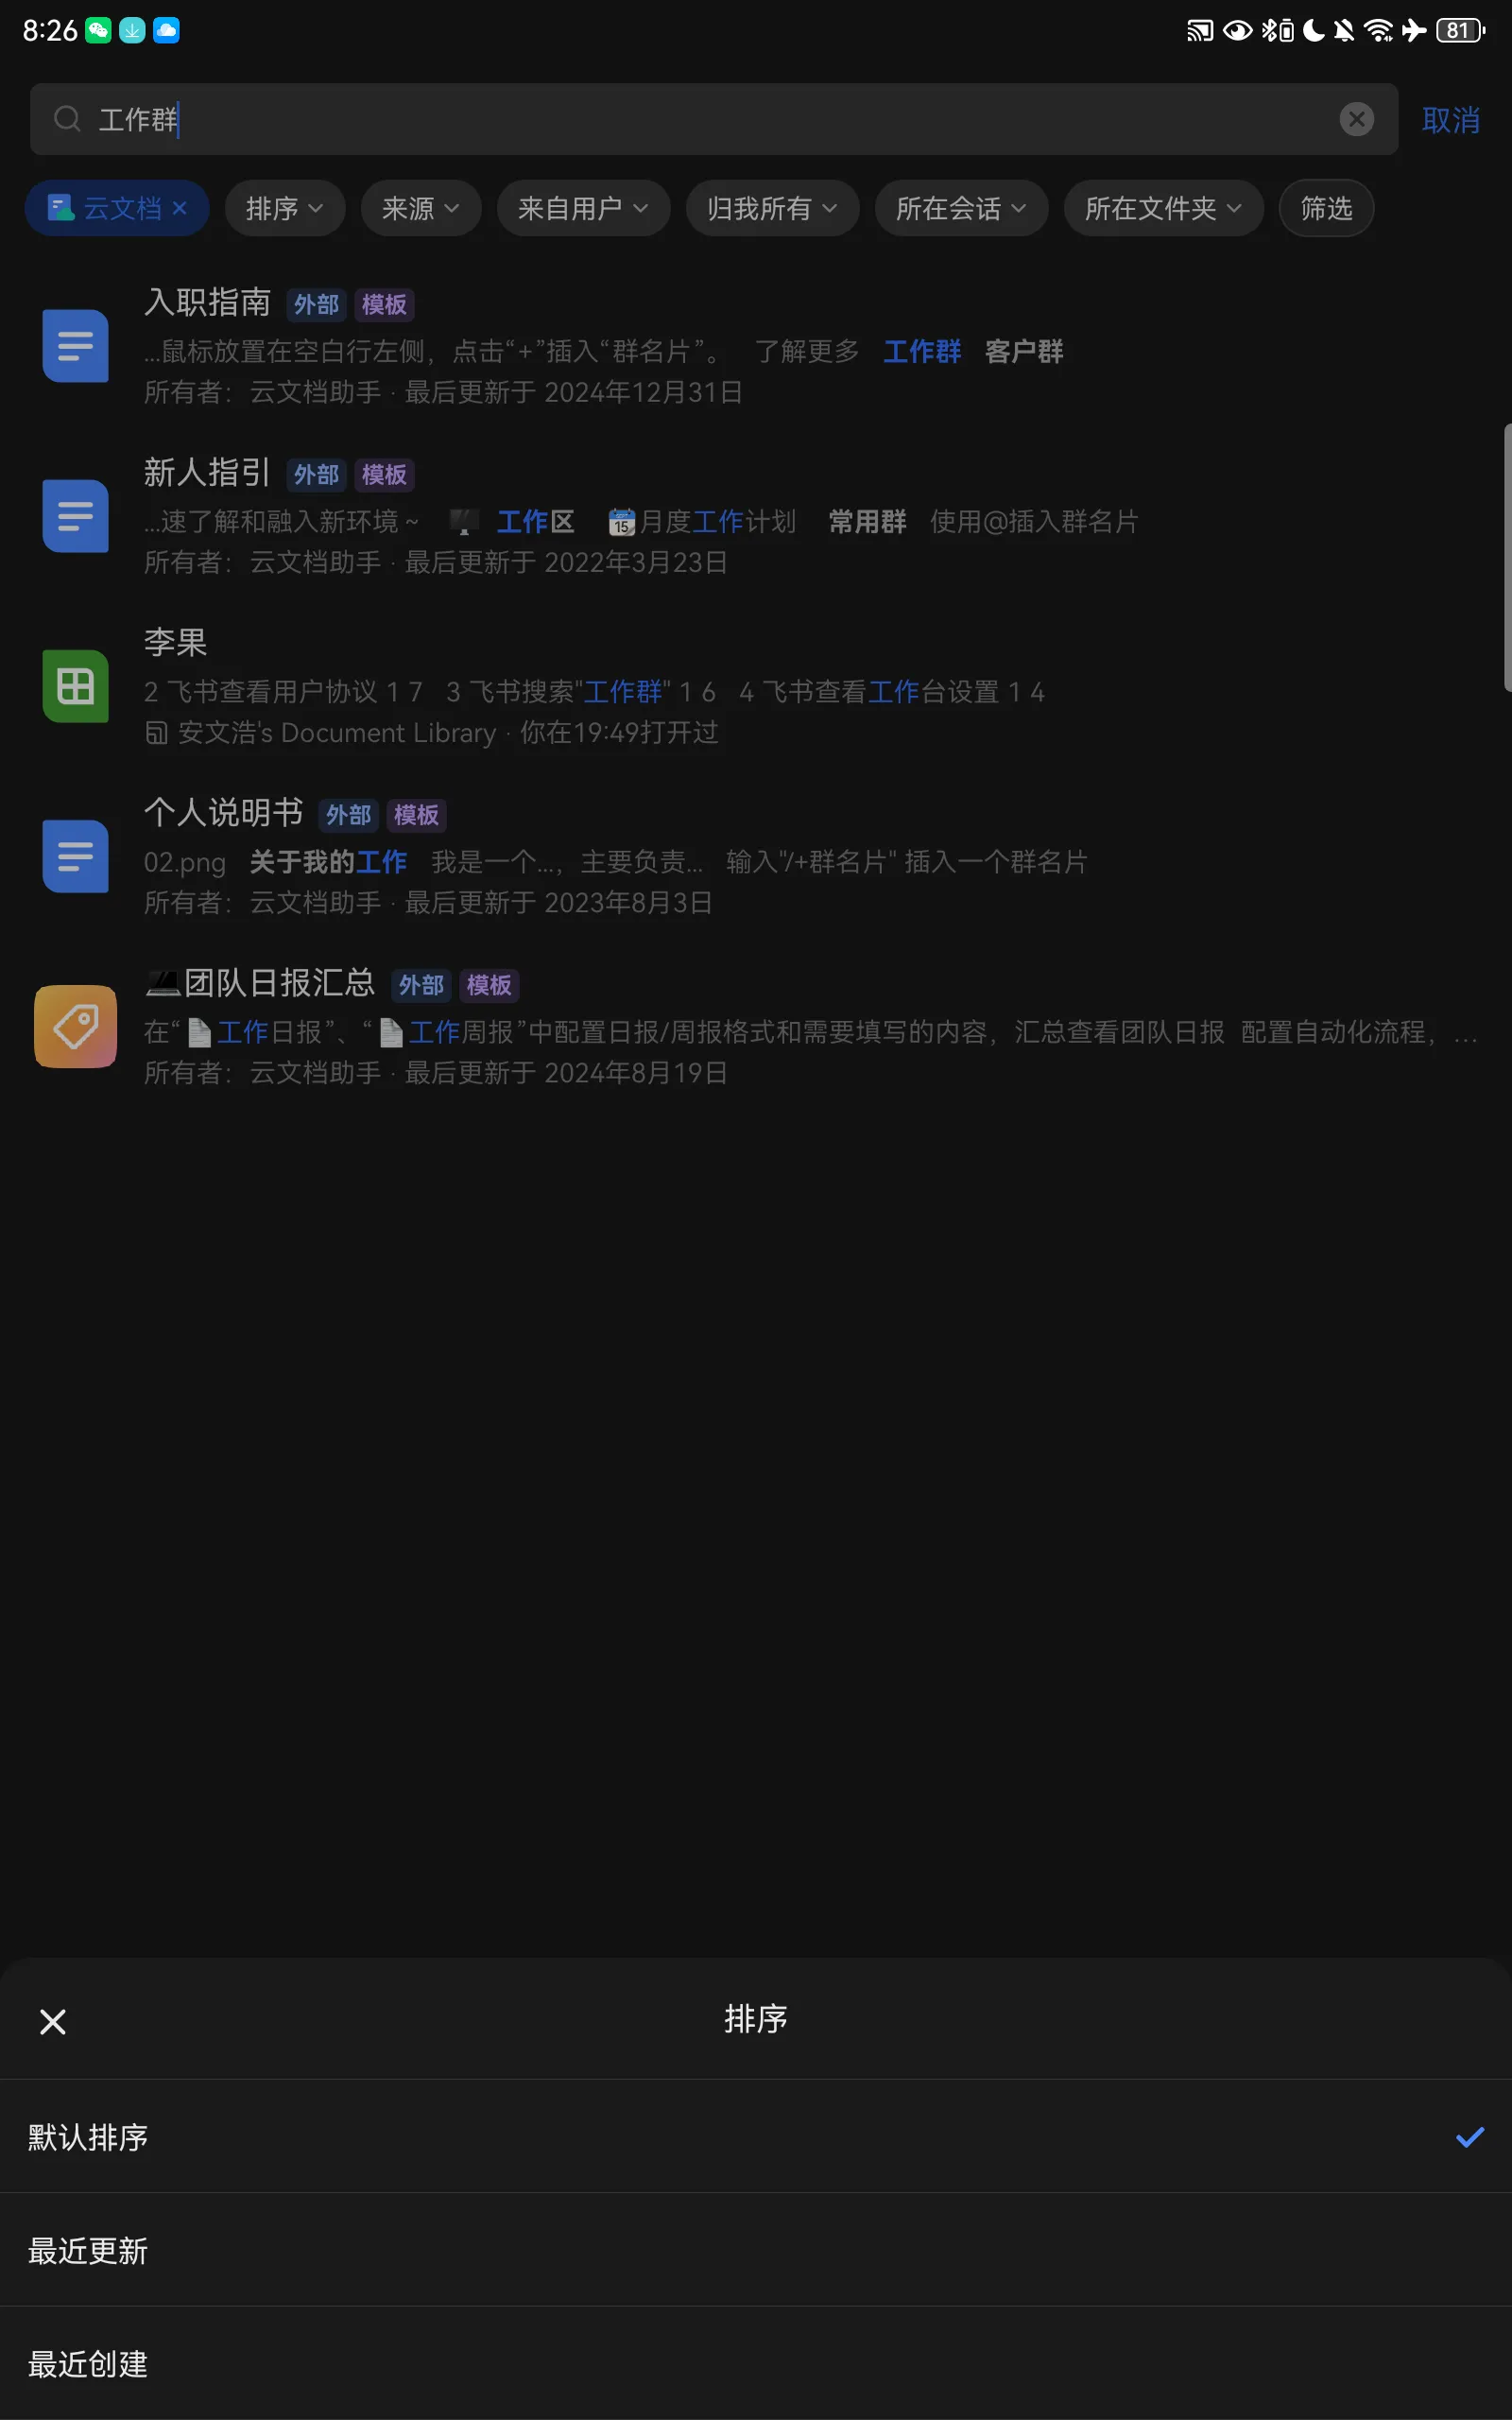 8:26 81
工作群 取消
云文档 排序 来源 来自用户 归我所有 所在会话 所在文件夹 筛选
入职指南 外部 模板
...鼠标放置在空白行左侧，点击“+”插入“群名片”。 了解更多 工作群 客户群
所有者：云文档助手 · 最后更新于 2024年12月31日
新人指引 外部 模板
...速了解和融入新环境 ~ 工作区 15 月度工作计划 常用群 使用@插入群名片
所有者：云文档助手 · 最后更新于 2022年3月23日
李果
2 飞书查看用户协议 1 7 3 飞书搜索"工作群" 1 6 4 飞书查看工作台设置 1 4
安文浩's Document Library · 你在19:49打开过
个人说明书 外部 模板
02.png 关于我的工作 我是一个...，主要负责... 输入"/+群名片" 插入一个群名片
所有者：云文档助手 · 最后更新于 2023年8月3日
团队日报汇总 外部 模板
在“工作日报”、“工作周报”中配置日报/周报格式和需要填写的内容，汇总查看团队日报 配置自动化流程，...
所有者：云文档助手 · 最后更新于 2024年8月19日
排序
默认排序
最近更新
最近创建